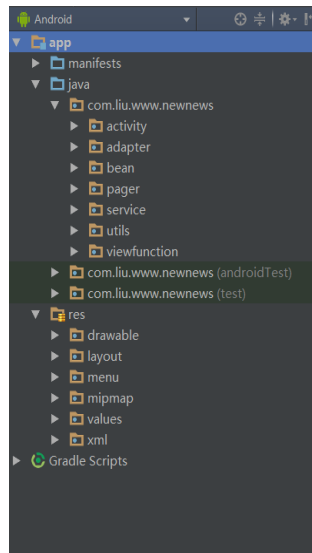 Android
app
manifests
java
com.liu.www.newnews
activity
adapter
bean
pager
service
utils
viewfunction
com.liu.www.newnews (androidTest)
com.liu.www.newnews (test)
res
drawable
layout
menu
mipmap
values
xml
Gradle Scripts